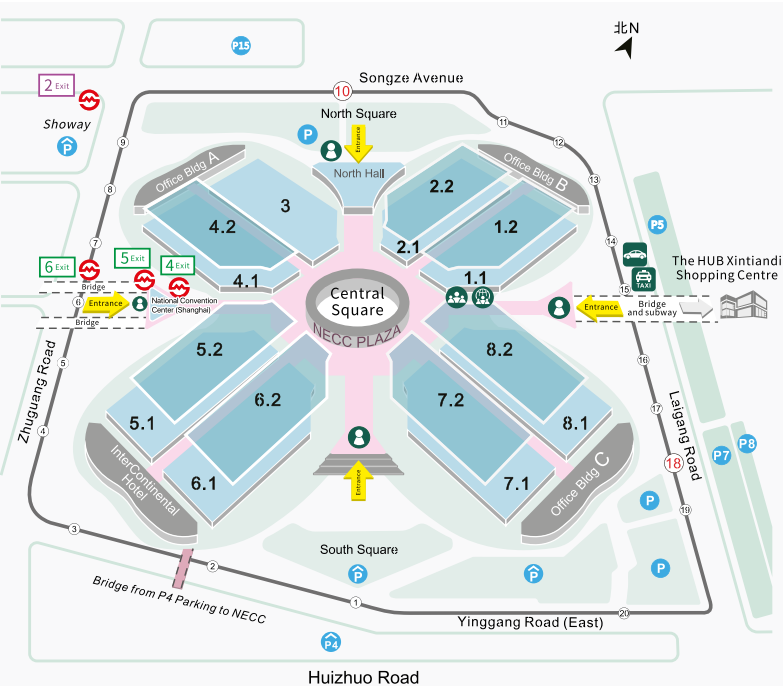 北N
P15
2 Exit
Songze Avenue
10
Showay
P
North Square
P
Entrance
11
9
12
Office Bldg A
North Hall
Office Bldg B
13
8
3
2.2
4.2
1.2
P5
7
2.1
14
6 Exit
5 Exit
4 Exit
4.1
1.1
TAXI
The HUB Xintiandi
Shopping Centre
Bridge
15
6
Entrance
National Convention
Center (Shanghai)
Central
Square
NECC PLAZA
Entrance
Bridge
and subway
Bridge
5
5.2
8.2
16
Zhuguang Road
6.2
7.2
17
Laigang Road
4
5.1
8.1
InterContinental
Hotel
6.1
7.1
Office Bldg C
P7
P8
18
Entrance
P
19
3
South Square
2
P
P
P
Bridge from P4 Parking to NECC
1
20
Yinggang Road (East)
P4
Huizhuo Road